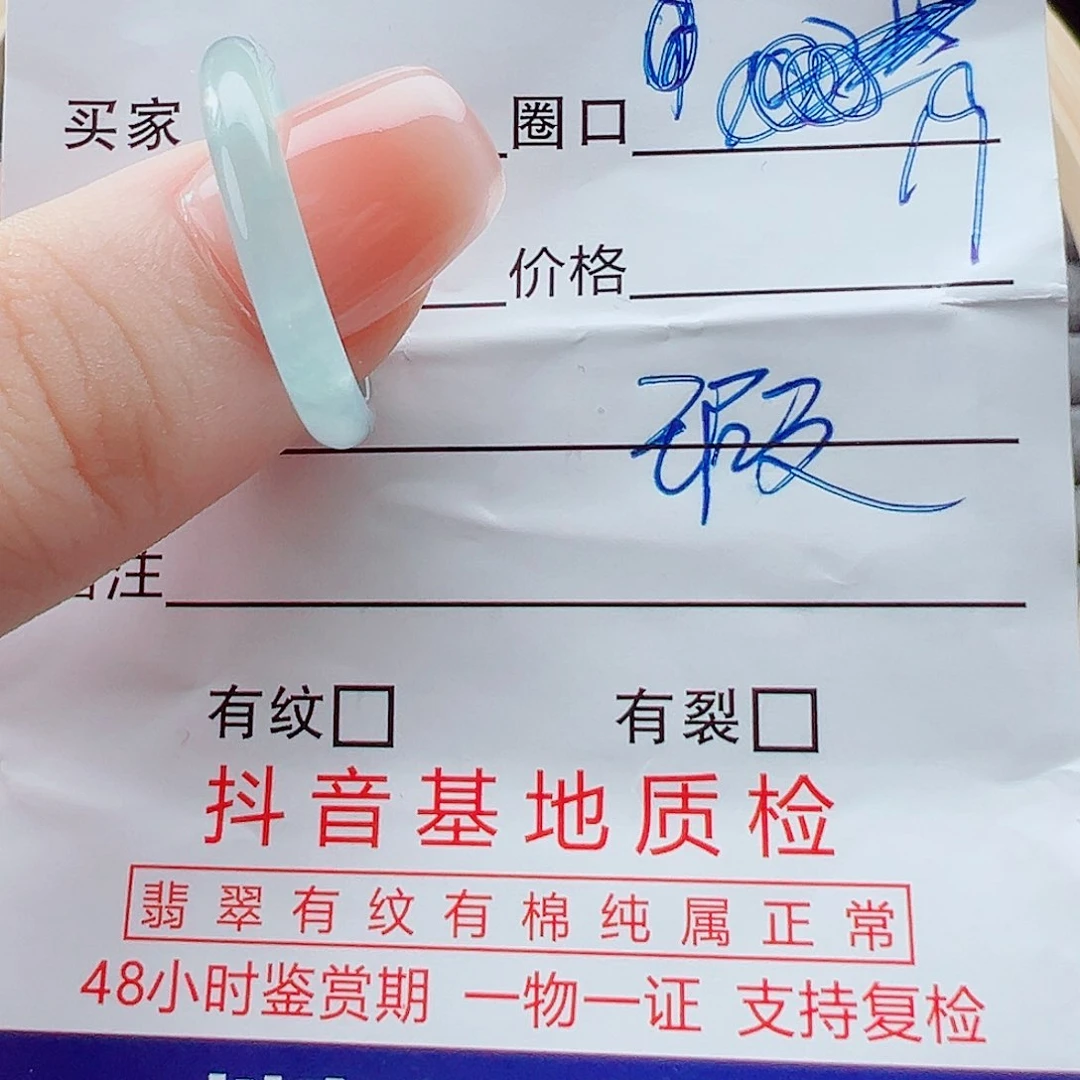 买家 圈口
价格
瑕
注
有纹 有裂
抖音基地质检
翡翠有纹有棉纯属正常
48小时鉴赏期 一物一证 支持复检